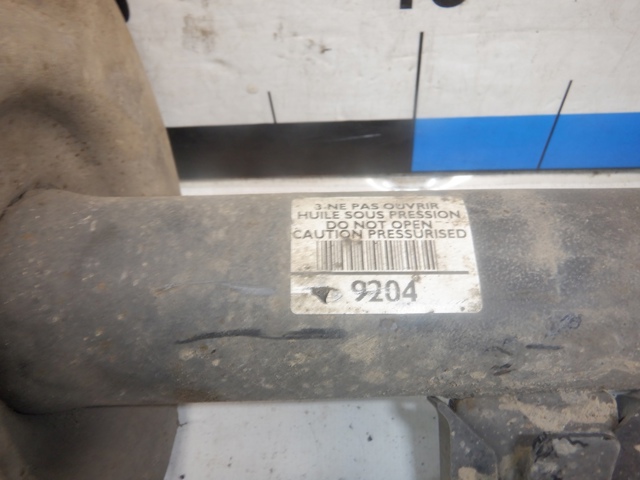 3-NE PAS OUVRIR
HUILE SOUS PRESSION
DO NOT OPEN
CAUTION PRESSURISED
9204